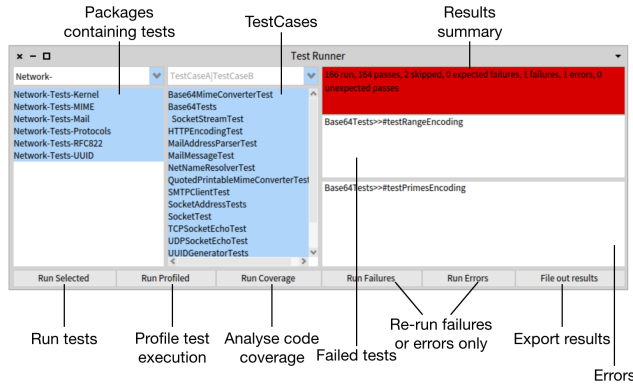 Packages
containing tests
TestCases
Results
summary
Test Runner
Network-
TestCaseA|TestCaseB
166 run, 164 passes, 2 skipped, 0 expected failures, 1 failures, 1 errors, 0
unexpected passes
Network-Tests-Kernel
Network-Tests-MIME
Network-Tests-Mail
Network-Tests-Protocols
Network-Tests-RFC822
Network-Tests-UUID
Base64MimeConverterTest
Base64Tests
SocketStreamTest
HTTPEncodingTest
MailAddressParserTest
MailMessageTest
NetNameResolverTest
QuotedPrintableMimeConverterTest
SMTPClientTest
SocketAddressTests
SocketTest
TCPSocketEchoTest
UDPSocketEchoTest
UUIDGeneratorTests
Base64Tests>>#testRangeEncoding
Base64Tests>>#testPrimesEncoding
Run Selected
Run Profiled
Run Coverage
Run Failures
Run Errors
File out results
Run tests
Profile test
execution
Analyse code
coverage
Failed tests
Re-run failures
or errors only
Export results
Errors